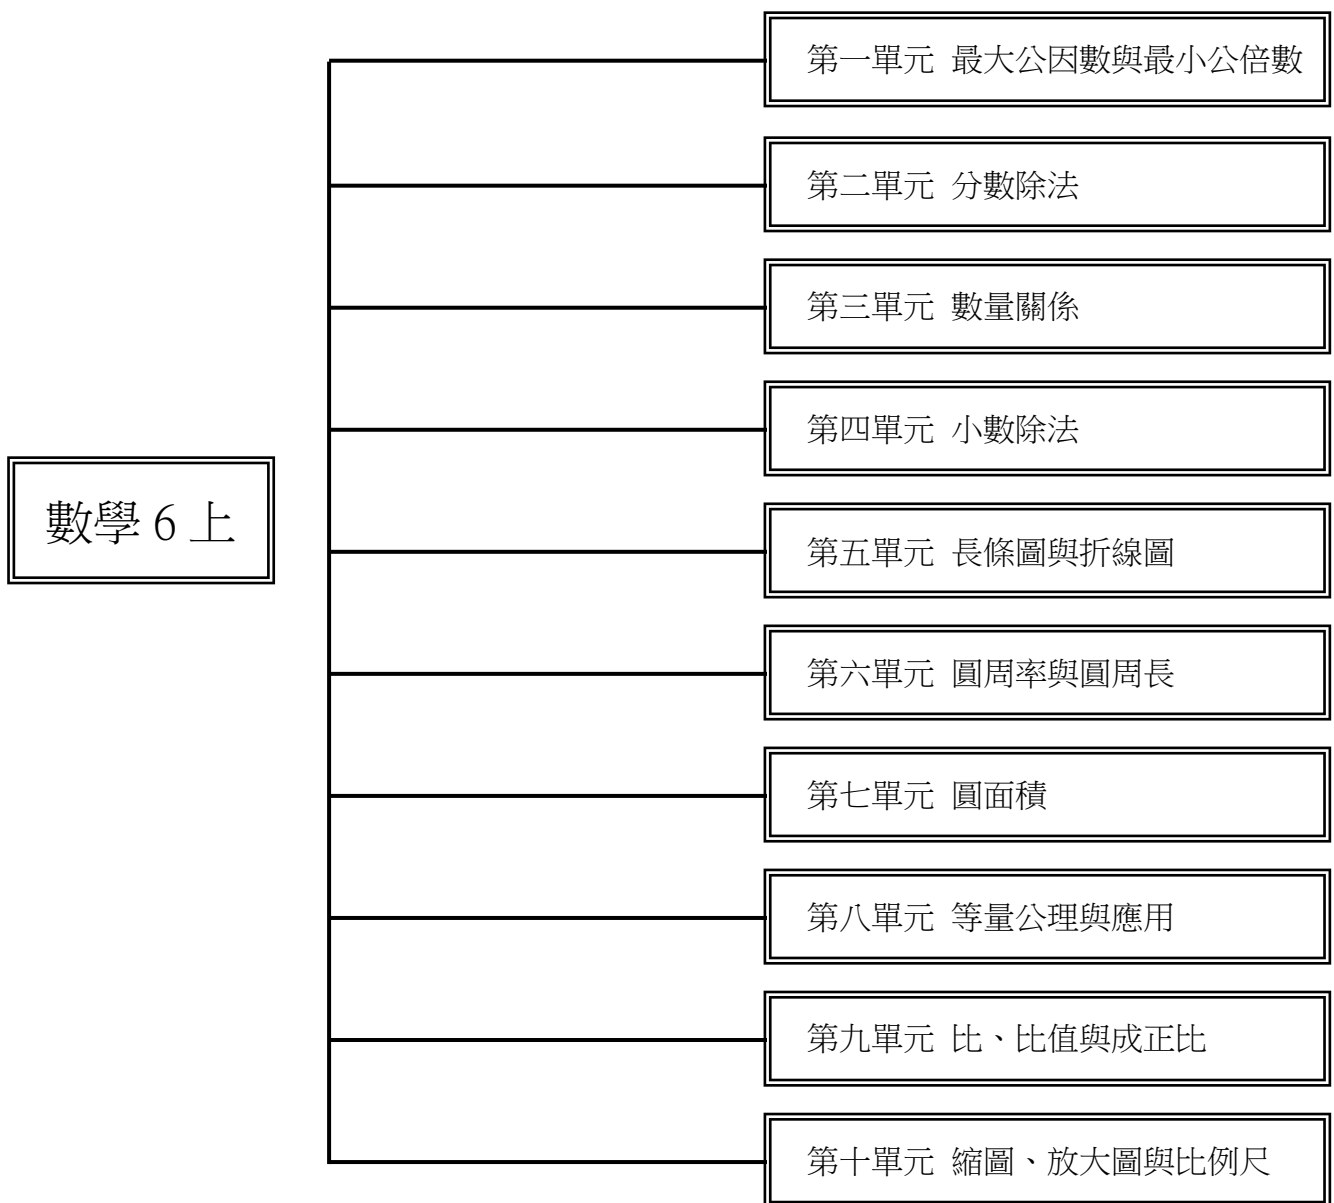 數學 6 上
第一單元 最大公因數與最小公倍數
第二單元 分數除法
第三單元 數量關係
第四單元 小數除法
第五單元 長條圖與折線圖
第六單元 圓周率與圓周長
第七單元 圓面積
第八單元 等量公理與應用
第九單元 比、比值與成正比
第十單元 縮圖、放大圖與比例尺